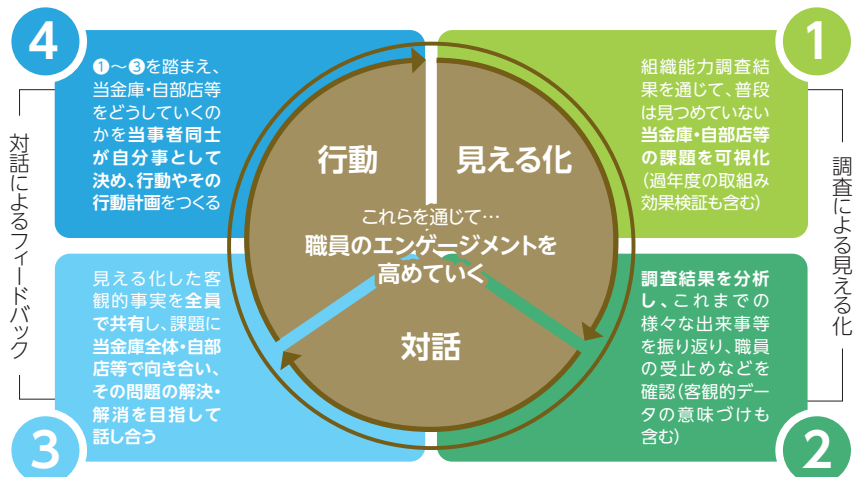 1
組織能力調査結
果を通じて、普段
は見つめていない
当金庫・自部店等
の課題を可視化
(過年度の取組み
効果検証も含む)
調査による見える化
2
調査結果を分析
し、これまでの
様々な出来事等
を振り返り、職員
の受止めなどを
確認(客観的デー
タの意味づけも
含む)
3
見える化した客
観的事実を全員
で共有し、課題に
当金庫全体・自部
店等で向き合い、
その問題の解決・
解消を目指して
話し合う
4
❶～❸を踏まえ、
当金庫・自部店等
をどうしていくの
かを当事者同士
が自分事として
決め、行動やその
行動計画をつくる
対話によるフィードバック
行動
見える化
これらを通じて…
職員のエンゲージメントを
高めていく
対話